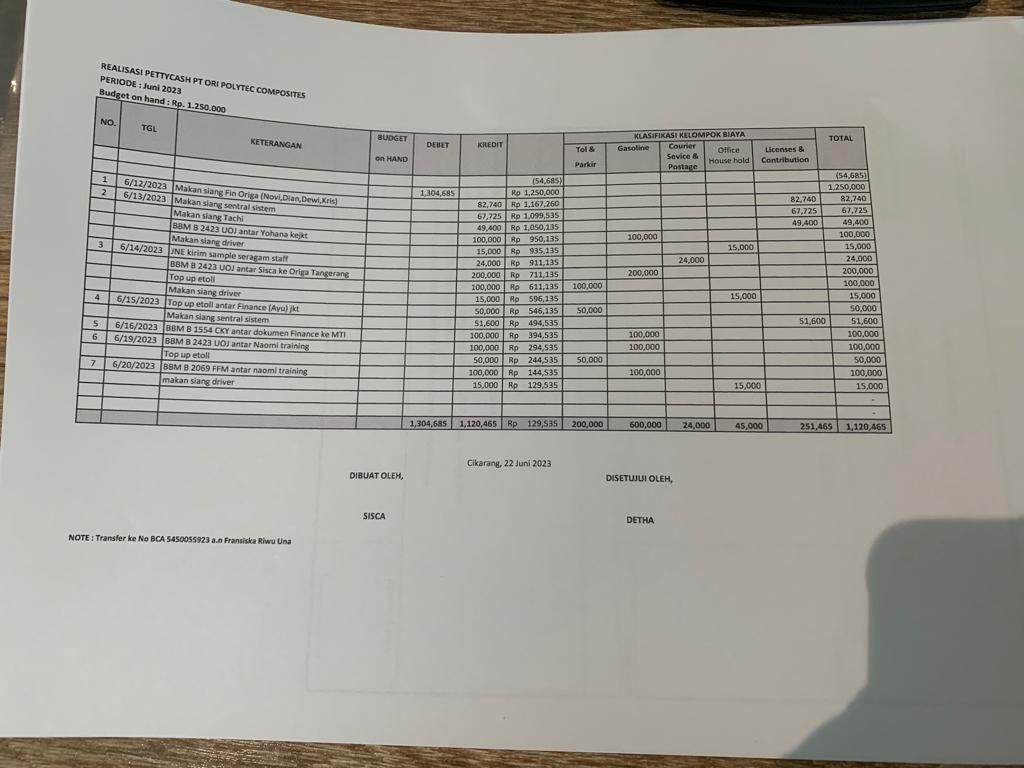 REALISASI PETTYCASH PT ORI POLYTEC COMPOSITES
PERIODE : Juni 2023
Budget on hand : Rp. 1.250.000
NO. TGL KETERANGAN BUDGET on HAND DEBET KREDIT KLASIFIKASI KELOMPOK BIAYA TOTAL
Tol & Parkir Gasoline Courier Sevice & Postage Office House hold Licenses & Contribution
(54,685) (54,685)
1,304,685 Rp 1,250,000 1,250,000
1 6/12/2023 Makan siang Fin Origa (Novi,Dian,Dewi,Kris) 82,740 Rp 1,167,260 82,740 82,740
2 6/13/2023 Makan siang sentral sistem 67,725 Rp 1,099,535 67,725 67,725
Makan siang Tachi 49,400 Rp 1,050,135 49,400 49,400
BBM B 2423 UOJ antar Yohana kejkt 100,000 Rp 950,135 100,000 100,000
Makan siang driver 15,000 Rp 935,135 15,000 15,000
3 6/14/2023 JNE kirim sample seragam staff 24,000 Rp 911,135 24,000 24,000
BBM B 2423 UOJ antar Sisca ke Origa Tangerang 200,000 Rp 711,135 200,000 200,000
Top up etoll 100,000 Rp 611,135 100,000 100,000
Makan siang driver 15,000 Rp 596,135 15,000 15,000
4 6/15/2023 Top up etoll antar Finance (Ayu) jkt 50,000 Rp 546,135 50,000 50,000
Makan siang sentral sistem 51,600 Rp 494,535 51,600 51,600
5 6/16/2023 BBM B 1554 CKY antar dokumen Finance ke MTI 100,000 Rp 394,535 100,000 100,000
6 6/19/2023 BBM B 2423 UOJ antar Naomi training 100,000 Rp 294,535 100,000 100,000
Top up etoll 50,000 Rp 244,535 50,000 50,000
7 6/20/2023 BBM B 2069 FFM antar naomi training 100,000 Rp 144,535 100,000 100,000
makan siang driver 15,000 Rp 129,535 15,000 15,000
-
-
1,304,685 1,120,465 Rp 129,535 200,000 600,000 24,000 45,000 251,465 1,120,465
Cikarang, 22 Juni 2023
DIBUAT OLEH, DISETUJUI OLEH,
SISCA DETHA
NOTE : Transfer ke No BCA 5450055923 a.n Fransiska Riwu Una